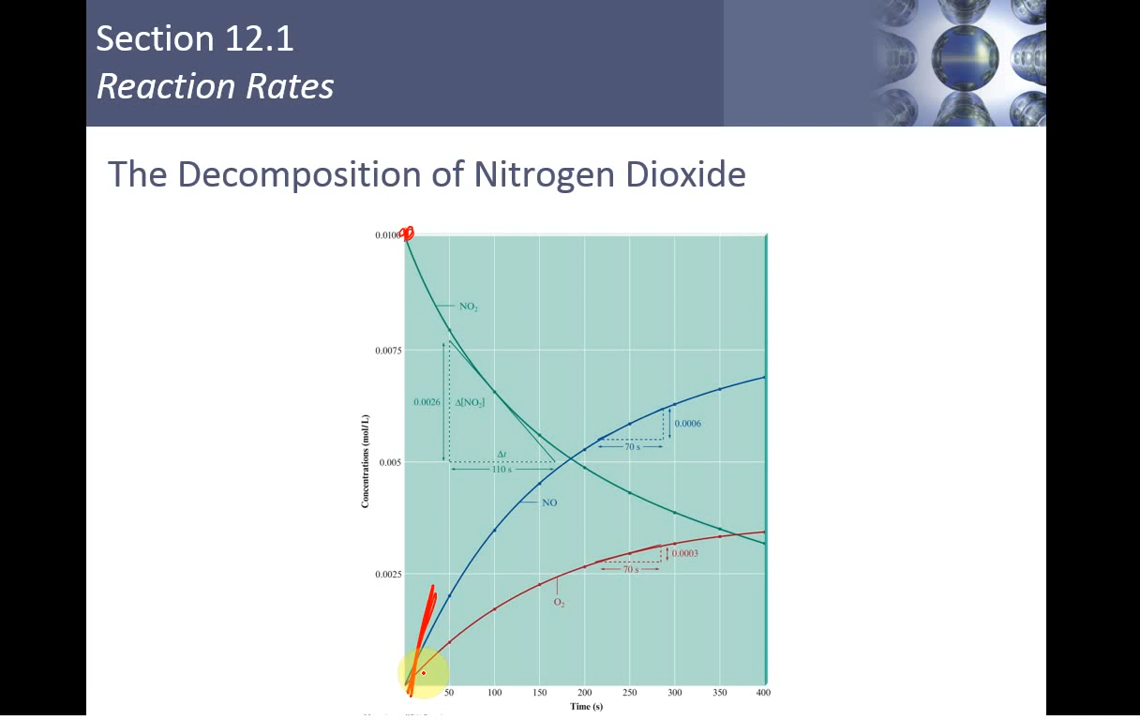 Section 12.1
Reaction Rates
The Decomposition of Nitrogen Dioxide
0.0100
NO₂
0.0075
0.0026
Δ[NO₂]
0.0006
70 s
Δt
0.005
110 s
NO
Concentrations (mol/L)
0.0003
70 s
0.0025
O₂
50 100 150 200 250 300 350 400
Time (s)